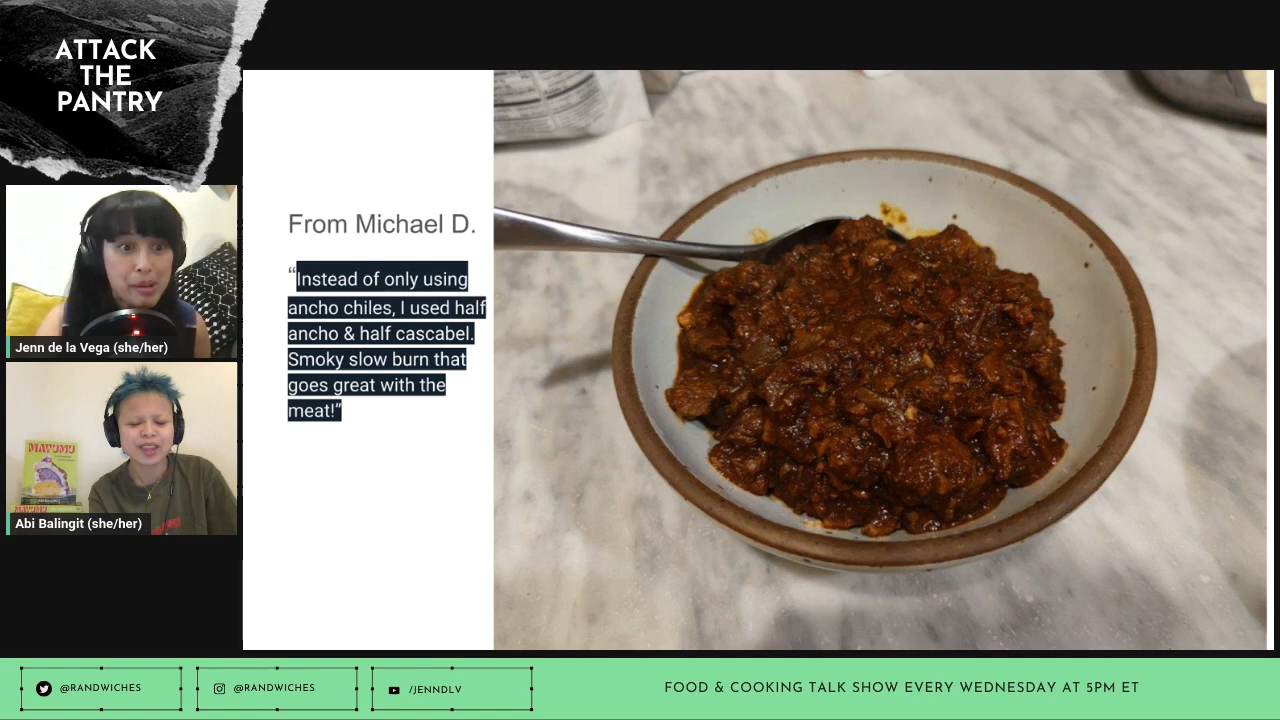 ATTACK
THE
PANTRY
From Michael D.
“Instead of only using
ancho chiles, I used half
ancho & half cascabel.
Smoky slow burn that
goes great with the
meat!”
Jenn de la Vega (she/her)
MAYUMU
Abi Balingit (she/her)
@RANDWICHES
@RANDWICHES
/JENNDLV
FOOD & COOKING TALK SHOW EVERY WEDNESDAY AT 5PM ET